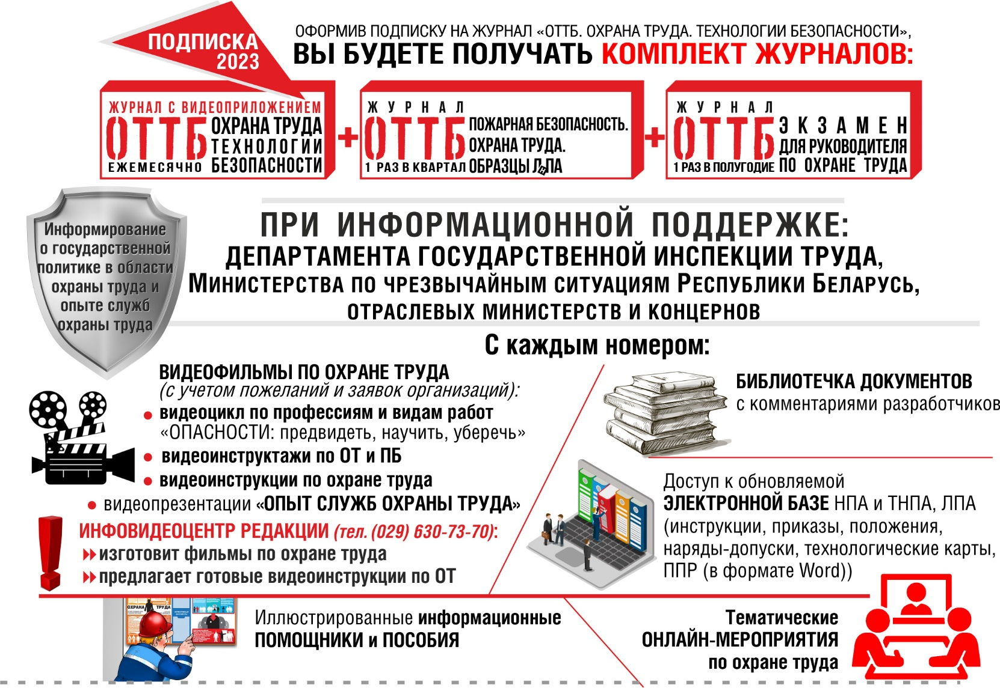 ПОДПИСКА
2023
ОФОРМИВ ПОДПИСКУ НА ЖУРНАЛ «ОТТБ. ОХРАНА ТРУДА. ТЕХНОЛОГИИ БЕЗОПАСНОСТИ»,
ВЫ БУДЕТЕ ПОЛУЧАТЬ КОМПЛЕКТ ЖУРНАЛОВ:
ЖУРНАЛ С ВИДЕОПРИЛОЖЕНИЕМ
ОТТБ
ЕЖЕМЕСЯЧНО
ОХРАНА ТРУДА
ТЕХНОЛОГИИ
БЕЗОПАСНОСТИ
+
ЖУРНАЛ
ОТТБ
1 РАЗ В КВАРТАЛ
ПОЖАРНАЯ БЕЗОПАСНОСТЬ.
ОХРАНА ТРУДА.
ОБРАЗЦЫ ЛНПА
+
ЖУРНАЛ
ОТТБ
1 РАЗ В ПОЛУГОДИЕ
ЭКЗАМЕН
ДЛЯ РУКОВОДИТЕЛЯ
ПО ОХРАНЕ ТРУДА
Информирование
о государственной
политике в области
охраны труда и
опыте служб
охраны труда
ПРИ ИНФОРМАЦИОННОЙ ПОДДЕРЖКЕ:
ДЕПАРТАМЕНТА ГОСУДАРСТВЕННОЙ ИНСПЕКЦИИ ТРУДА,
МИНИСТЕРСТВА ПО ЧРЕЗВЫЧАЙНЫМ СИТУАЦИЯМ РЕСПУБЛИКИ БЕЛАРУСЬ,
ОТРАСЛЕВЫХ МИНИСТЕРСТВ И КОНЦЕРНОВ
С каждым номером:
ВИДЕОФИЛЬМЫ ПО ОХРАНЕ ТРУДА
(с учетом пожеланий и заявок организаций):
• видеоцикл по профессиям и видам работ
«ОПАСНОСТИ: предвидеть, научить, уберечь»
• видеоинструктажи по ОТ и ПБ
• видеоинструкции по охране труда
• видеопрезентации «ОПЫТ СЛУЖБ ОХРАНЫ ТРУДА»
ИНФОВИДЕОЦЕНТР РЕДАКЦИИ (тел. (029) 630-73-70):
изготовит фильмы по охране труда
предлагает готовые видеоинструкции по ОТ
БИБЛИОТЕЧКА ДОКУМЕНТОВ
с комментариями разработчиков
Доступ к обновляемой
ЭЛЕКТРОННОЙ БАЗЕ НПА и ТНПА, ЛПА
(инструкции, приказы, положения,
наряды-допуски, технологические карты,
ППР (в формате Word))
ОХРАНА ТРУДА
Иллюстрированные информационные
ПОМОЩНИКИ и ПОСОБИЯ
Тематические
ОНЛАЙН-МЕРОПРИЯТИЯ
по охране труда